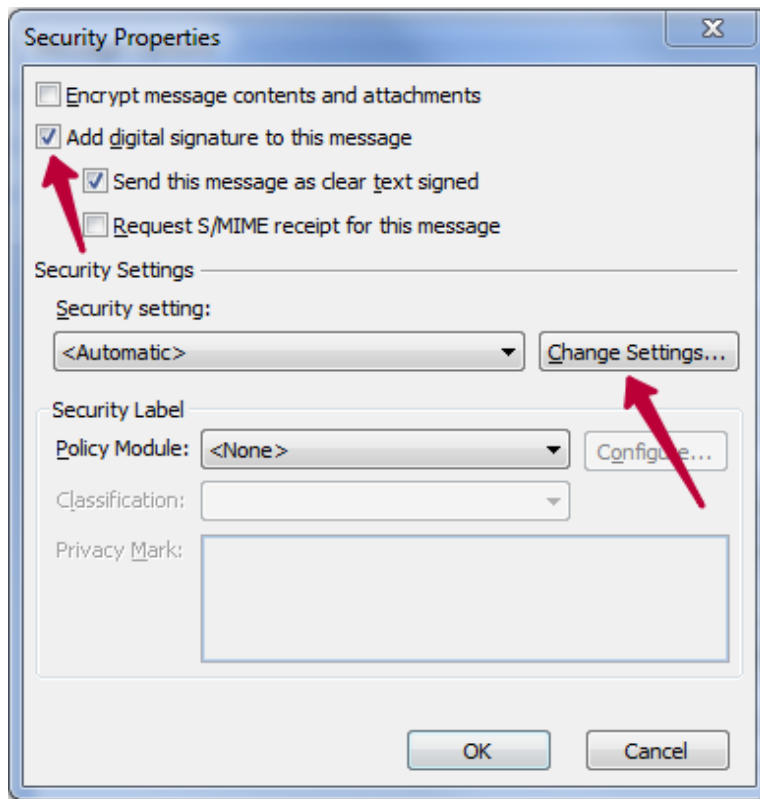 Security Properties
Encrypt message contents and attachments
Add digital signature to this message
Send this message as clear text signed
Request S/MIME receipt for this message
Security Settings
Security setting:
<Automatic> Change Settings...
Security Label
Policy Module: <None> Configure...
Classification:
Privacy Mark:
OK Cancel